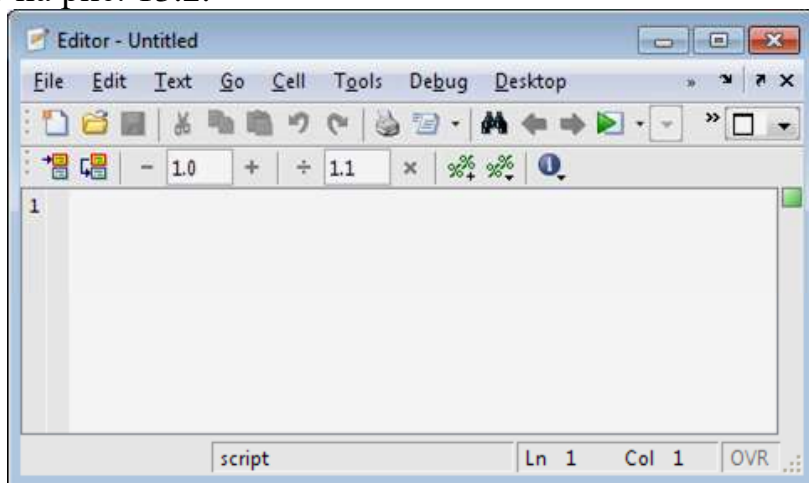 на рис. 13.2.
Editor - Untitled
File Edit Text Go Cell Tools Debug Desktop
- 1.0 + ÷ 1.1 ×
1
script Ln 1 Col 1 OVR